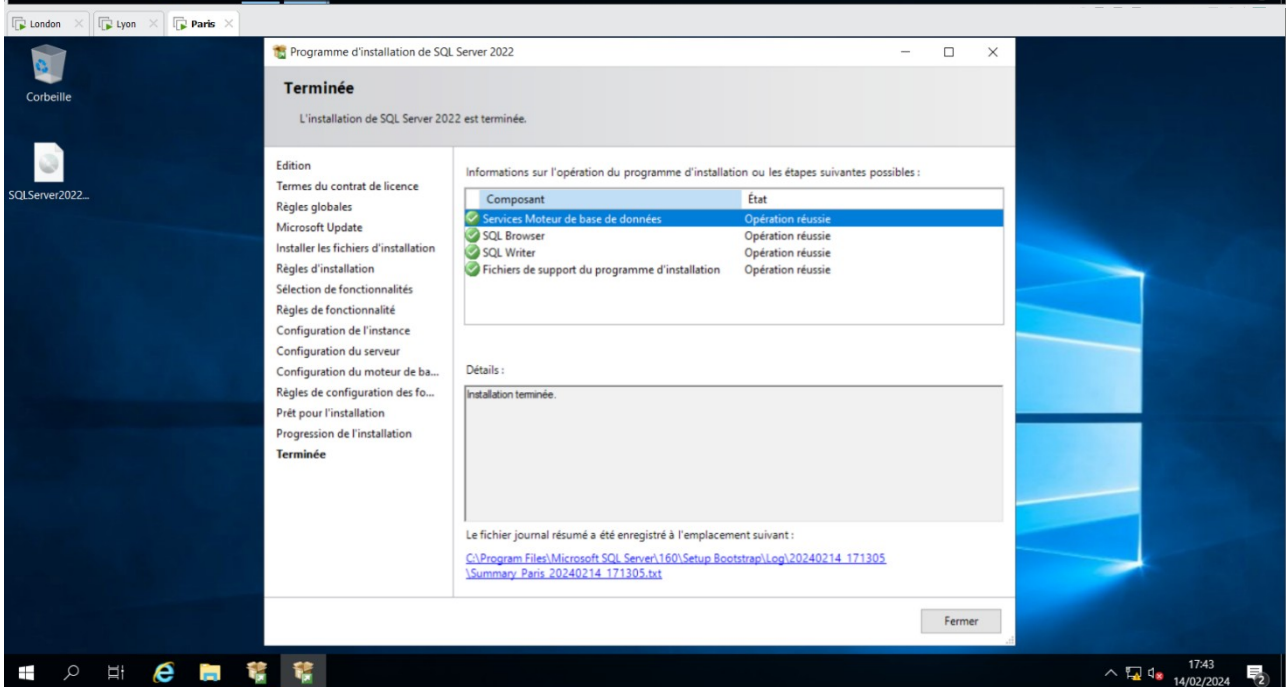 London
Lyon
Paris
Corbeille
SQLServer2022...
Programme d'installation de SQL Server 2022
Terminée
L'installation de SQL Server 2022 est terminée.
Edition
Termes du contrat de licence
Règles globales
Microsoft Update
Installer les fichiers d'installation
Règles d'installation
Sélection de fonctionnalités
Règles de fonctionnalité
Configuration de l'instance
Configuration du serveur
Configuration du moteur de ba...
Règles de configuration des fo...
Prêt pour l'installation
Progression de l'installation
Terminée
Informations sur l'opération du programme d'installation ou les étapes suivantes possibles :
Composant État
Services Moteur de base de données Opération réussie
SQL Browser Opération réussie
SQL Writer Opération réussie
Fichiers de support du programme d'installation Opération réussie
Détails :
Installation terminée.
Le fichier journal résumé a été enregistré à l'emplacement suivant :
C:\Program Files\Microsoft SQL Server\160\Setup Bootstrap\Log\20240214_171305
\Summary_Paris_20240214_171305.txt
Fermer
17:43
14/02/2024
2